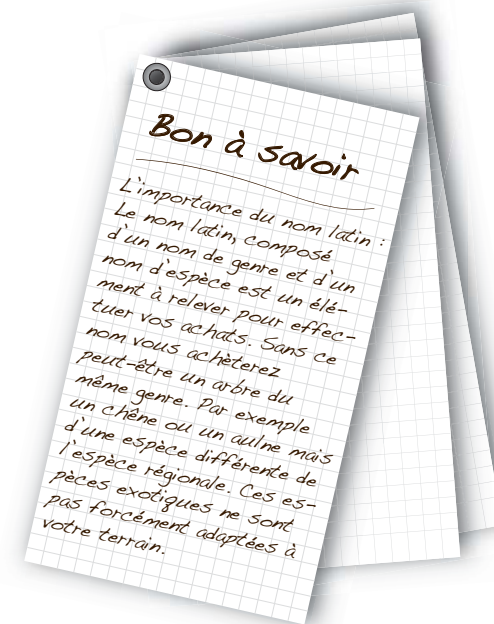 Bon à savoir
L'importance du nom latin :
Le nom latin, composé
d'un nom de genre et d'un
nom d'espèce est un élé-
ment à relever pour effec-
tuer vos achats. Sans ce
nom vous achèterez
peut-être un arbre du
même genre. Par exemple
un chêne ou un aulne mais
d'une espèce différente de
l'espèce régionale. Ces es-
pèces exotiques ne sont
pas forcément adaptées à
votre terrain.